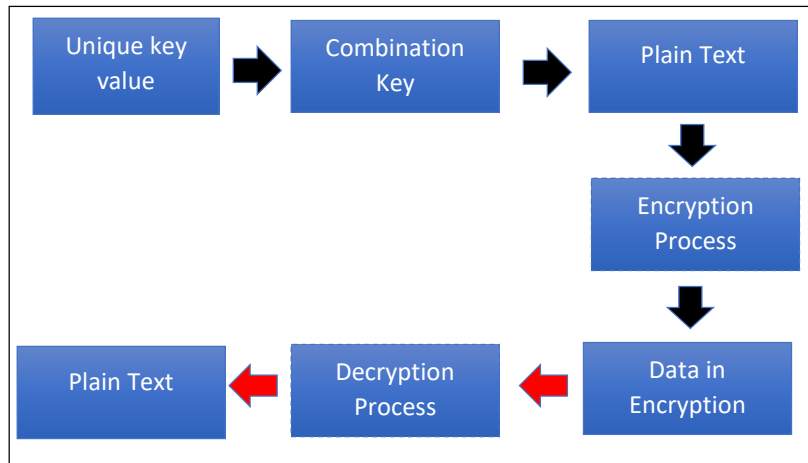 Unique key
value
Combination
Key
Plain Text
Encryption
Process
Data in
Encryption
Decryption
Process
Plain Text